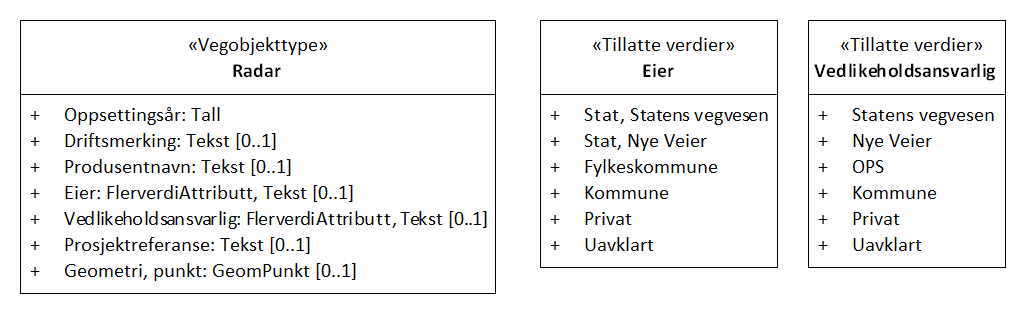 «Vegobjekttype»
Radar
+ Oppsettingsår: Tall
+ Driftsmerking: Tekst [0..1]
+ Produsentnavn: Tekst [0..1]
+ Eier: FlerverdiAttributt, Tekst [0..1]
+ Vedlikeholdsansvarlig: FlerverdiAttributt, Tekst [0..1]
+ Prosjektreferanse: Tekst [0..1]
+ Geometri, punkt: GeomPunkt [0..1]
«Tillatte verdier»
Eier
+ Stat, Statens vegvesen
+ Stat, Nye Veier
+ Fylkeskommune
+ Kommune
+ Privat
+ Uavklart
«Tillatte verdier»
Vedlikeholdsansvarlig
+ Statens vegvesen
+ Nye Veier
+ OPS
+ Kommune
+ Privat
+ Uavklart